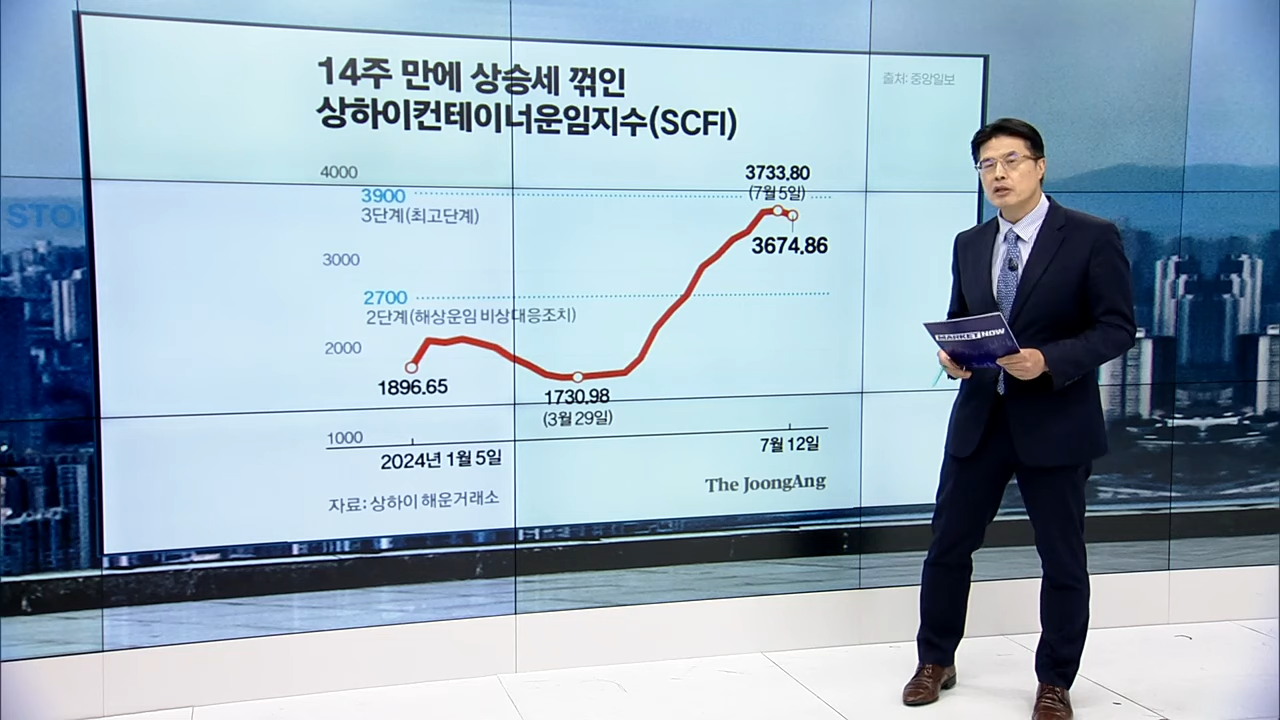 14주 만에 상승세 꺾인
상하이컨테이너운임지수(SCFI)
출처: 중앙일보
4000
3900
3단계(최고단계)
3733.80
(7월 5일)
3674.86
3000
2700
2단계(해상운임 비상대응조치)
2000
1896.65
1730.98
(3월 29일)
1000
2024년 1월 5일
7월 12일
자료: 상하이 해운거래소
The JoongAng
MARKET NOW